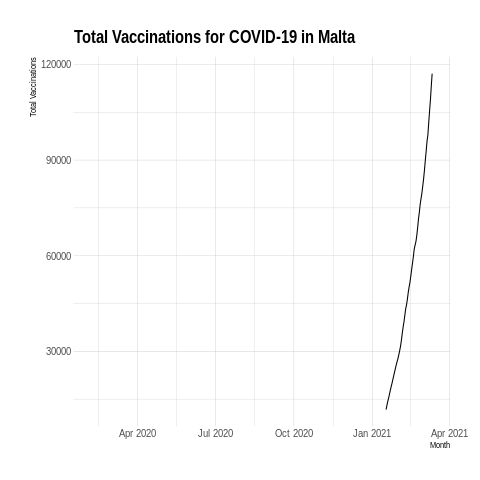 Total Vaccinations for COVID-19 in Malta
Total Vaccinations
120000
90000
60000
30000
Apr 2020 Jul 2020 Oct 2020 Jan 2021 Apr 2021
Month